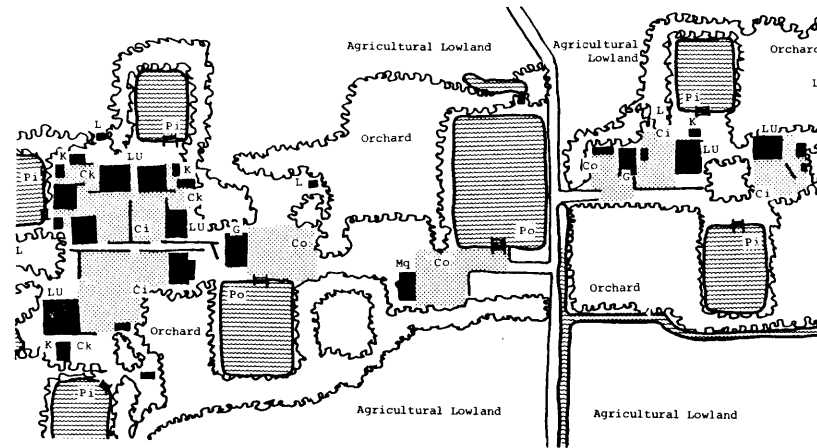 Agricultural Lowland
Agricultural
Lowland
Orchard
L
Pi
L
Pi
L
K
Ci
LU
LU
Orchard
K
LU
K
Pi
Ck
Ck
L
Co
G
Ci
Pi
Ci
LU
G
Co
Po
L
Mq
Co
Ci
LU
Po
Orchard
Orchard
K
Ck
Pi
Agricultural Lowland
Agricultural Lowland